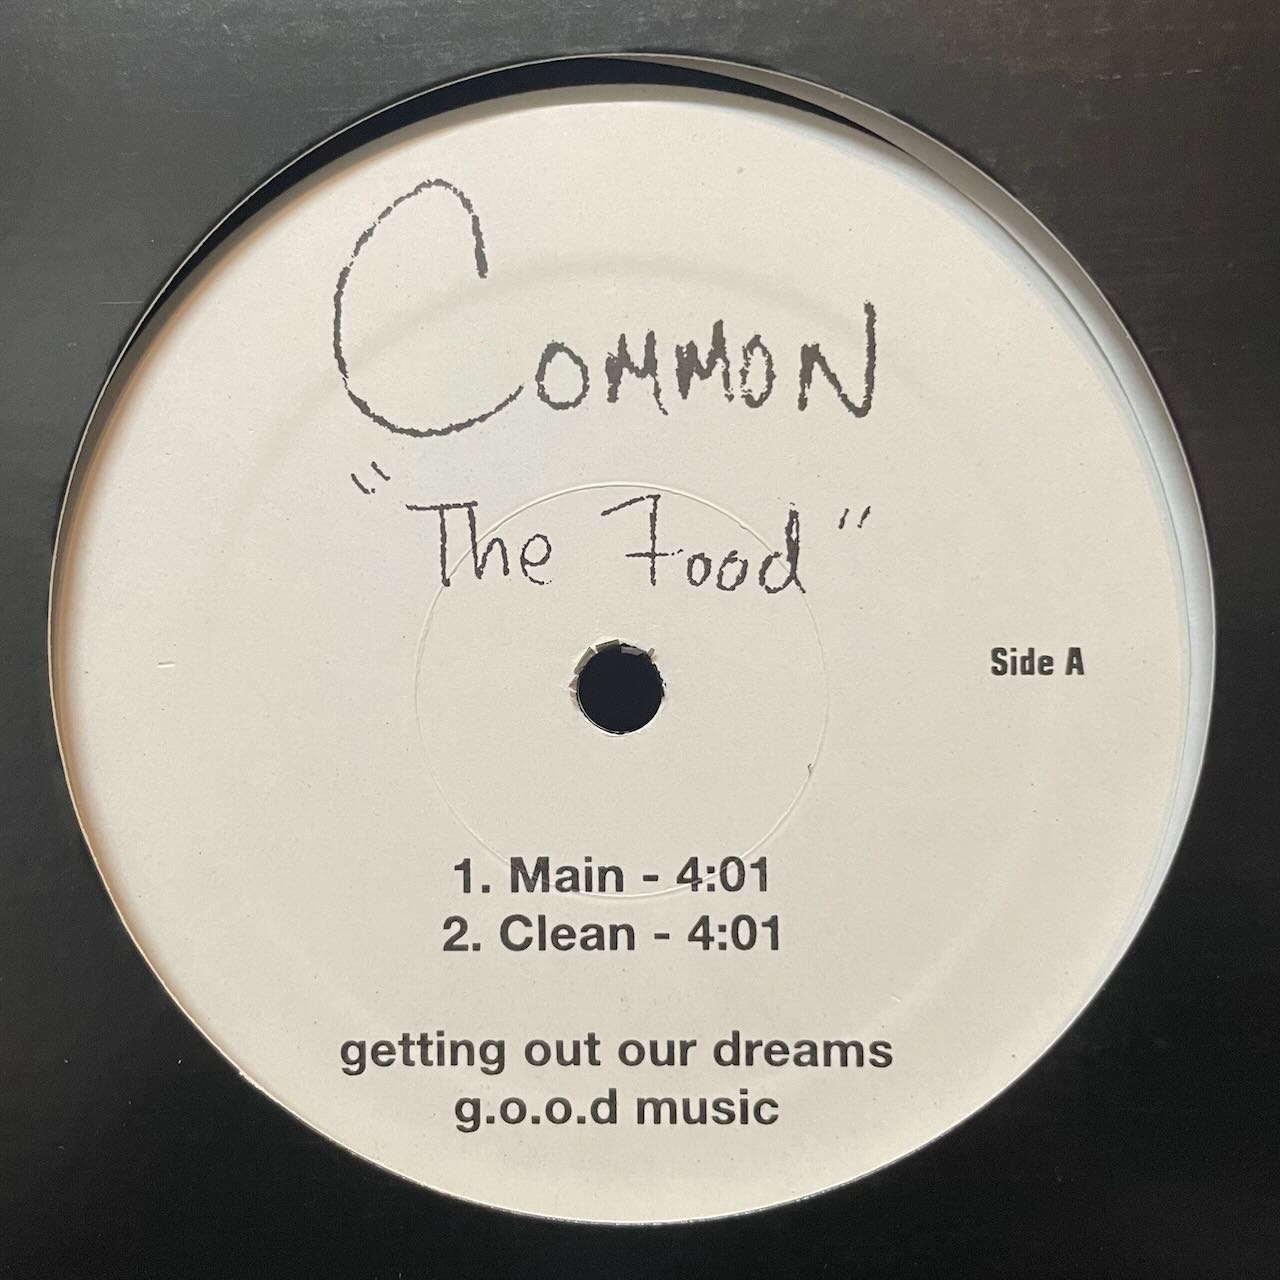 Common
"The Food"
Side A
1. Main - 4:01
2. Clean - 4:01
getting out our dreams
g.o.o.d music